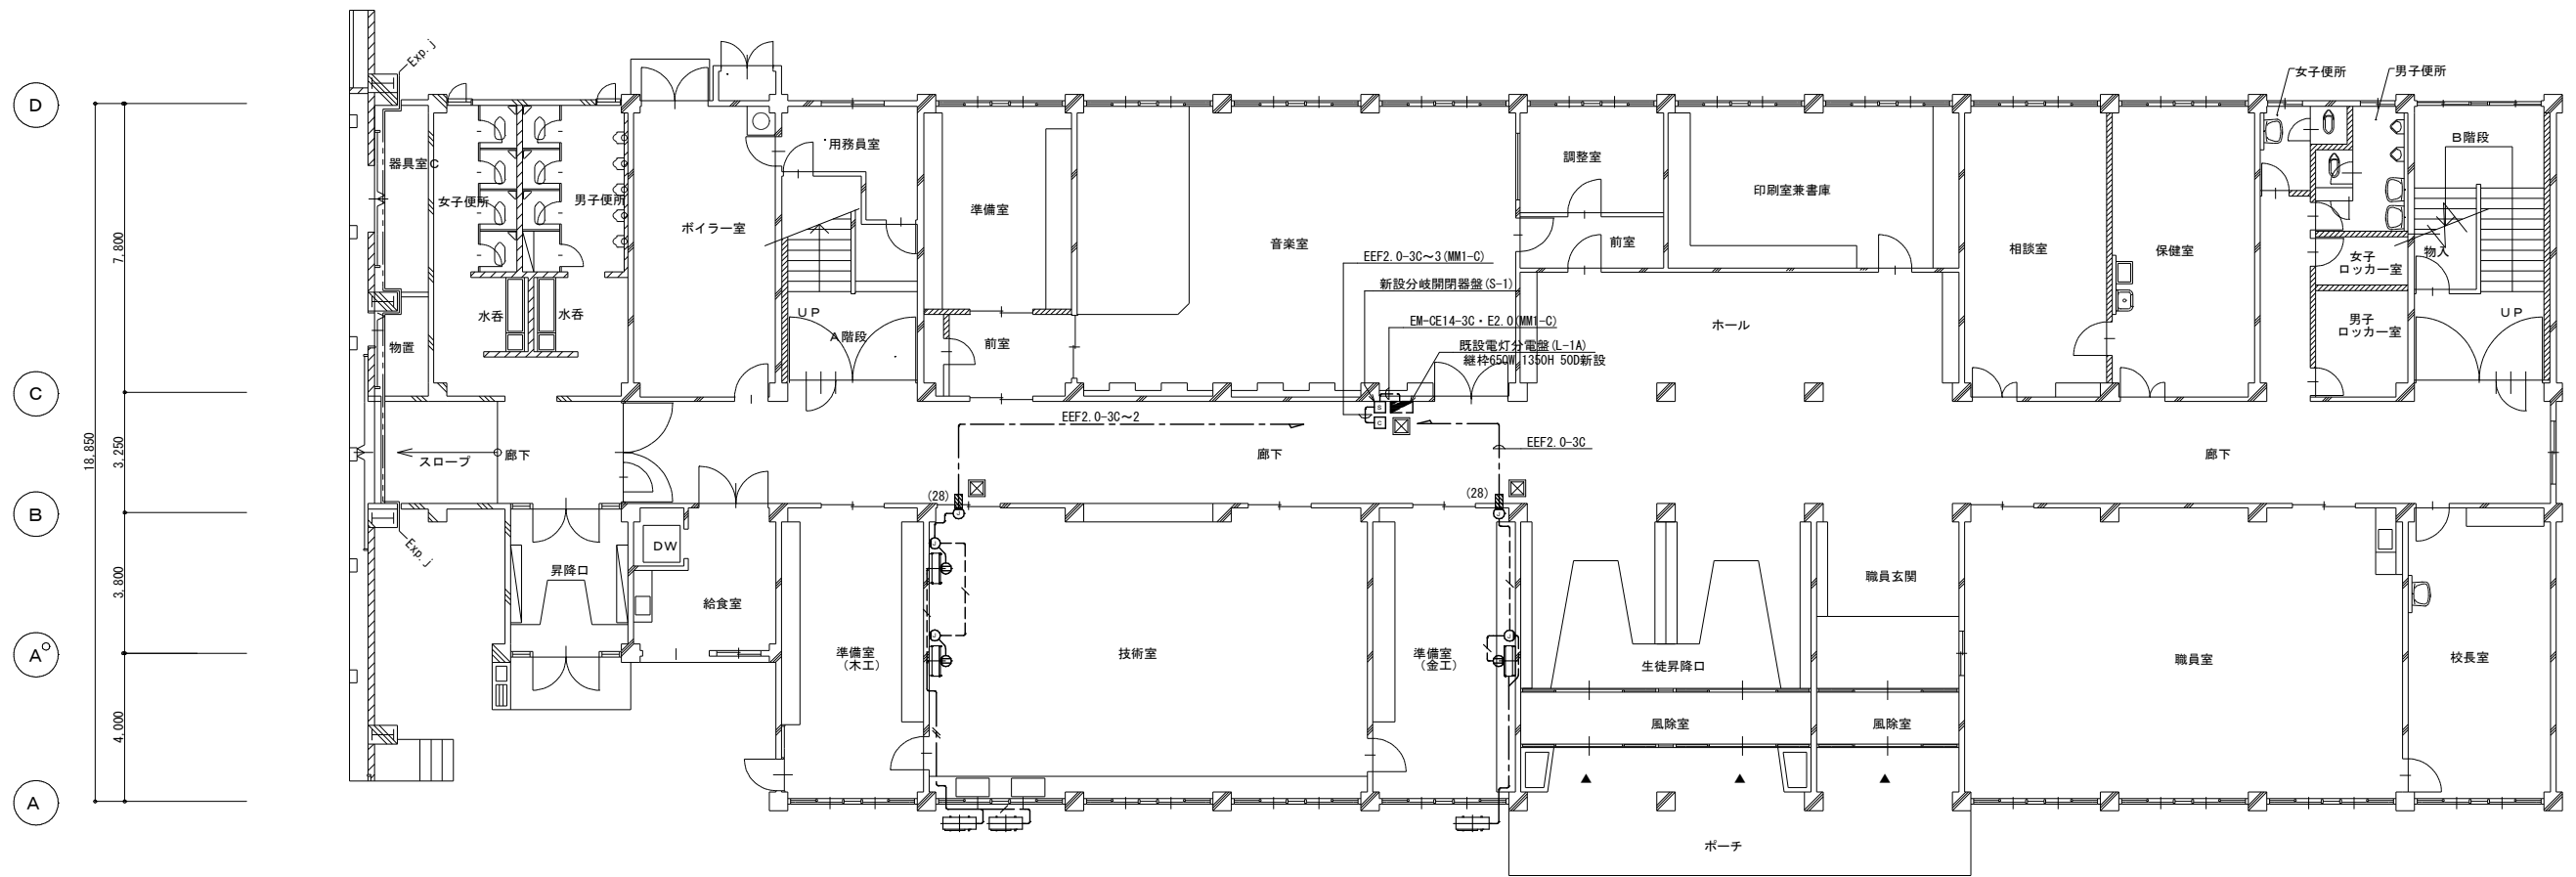 Exp.j
女子便所
男子便所
D
器具室C
用務員室
調整室
B階段
女子便所
男子便所
準備室
印刷室兼書庫
ボイラー室
音楽室
前室
相談室
保健室
女子
ロッカー室
物入
7,800
EEF2.0-3C～3(MM1-C)
新設分岐開閉器盤(S-1)
水呑
水呑
UP
EM-CE14-3C・E2.0(MM1-C)
ホール
男子
ロッカー室
UP
物置
A階段
前室
既設電灯分電盤(L-1A)
継枠650W,1350H 50D新設
C
S
C
EEF2.0-3C～2
EEF2.0-3C
18,850
3,250
スロープ
廊下
廊下
廊下
(28)
(28)
B
J
J
Exp.j
DW
J
昇降口
3,800
給食室
職員玄関
J
J
A°
準備室
(木工)
技術室
準備室
(金工)
生徒昇降口
職員室
校長室
4,000
風除室
風除室
A
ポーチ